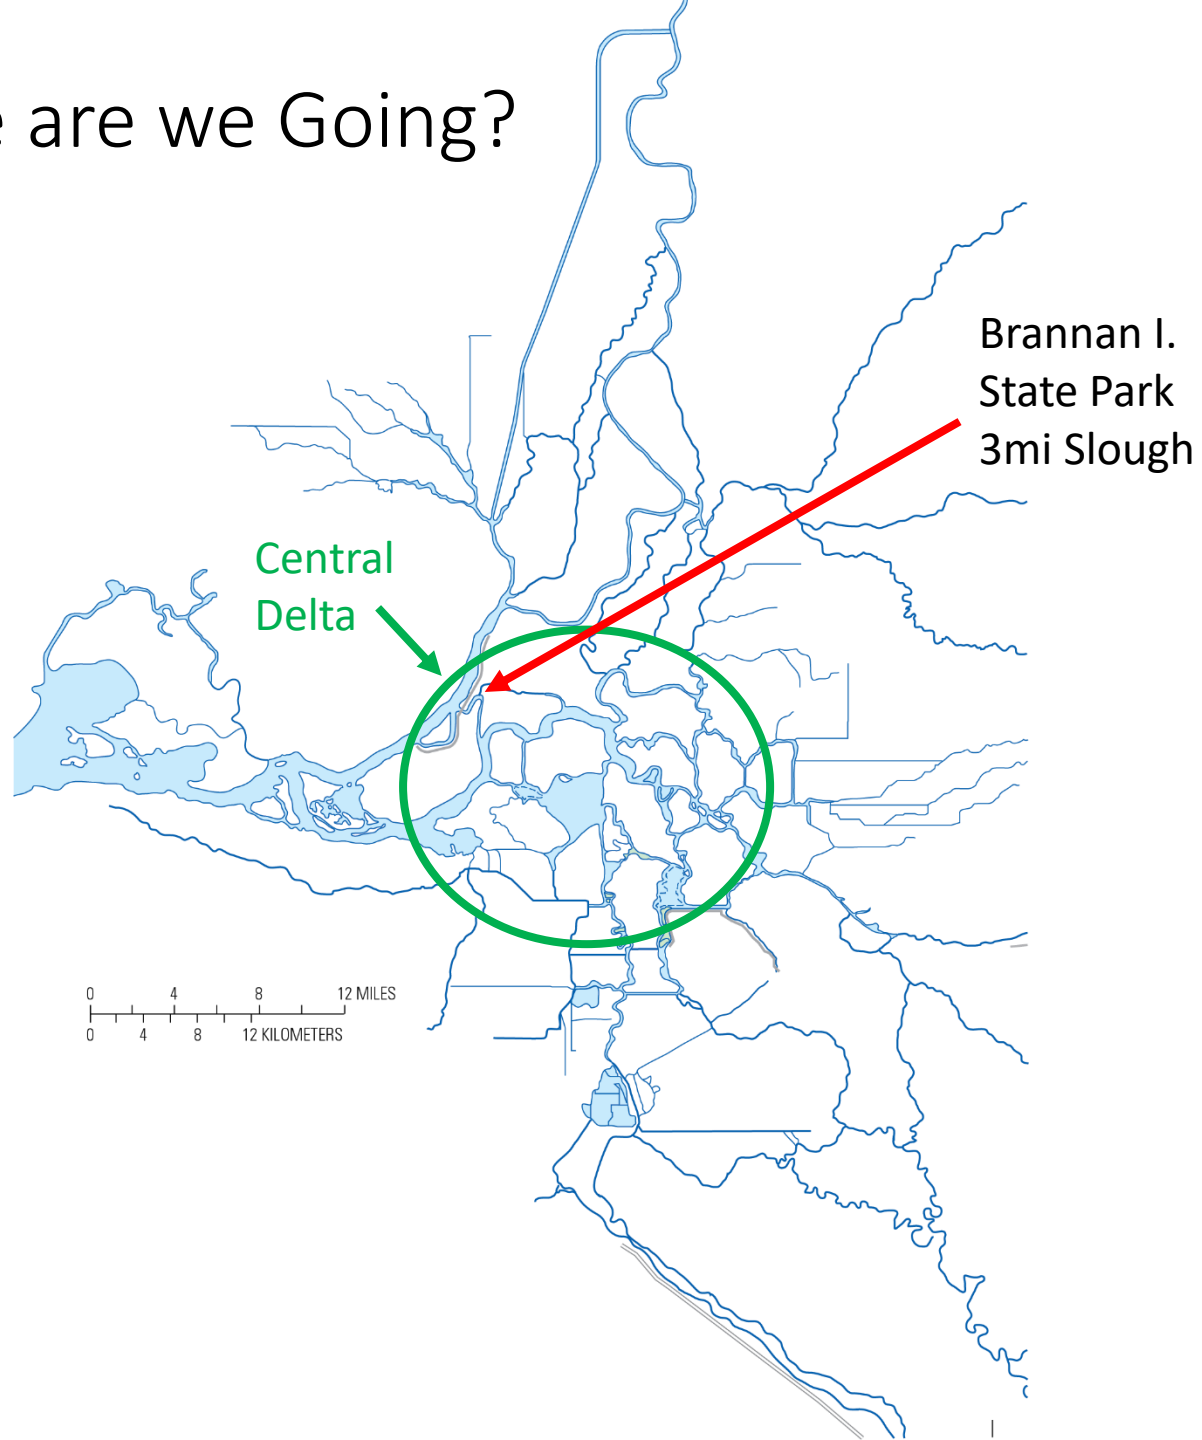 are we Going?
Brannan I.
State Park
3mi Slough
Central
Delta
0 4 8 12 MILES
0 4 8 12 KILOMETERS